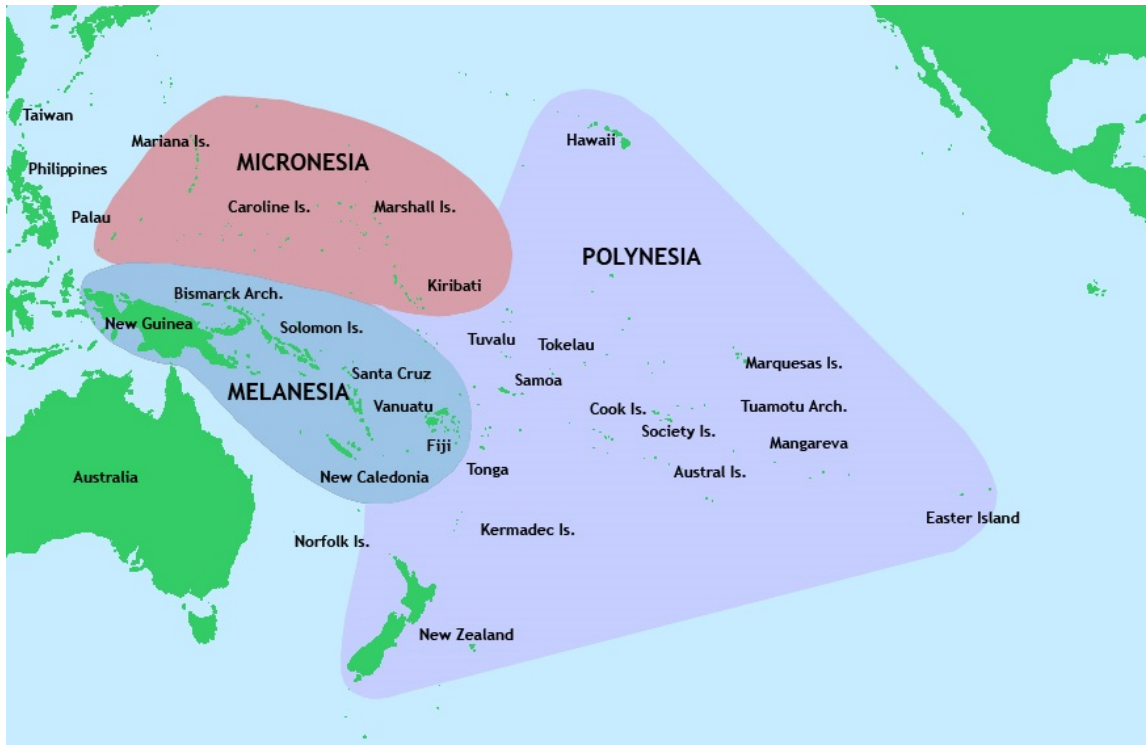 Taiwan
Mariana Is.
Hawaii
MICRONESIA
Philippines
Caroline Is.
Marshall Is.
Palau
POLYNESIA
Kiribati
Bismarck Arch.
New Guinea
Solomon Is.
Tuvalu
Tokelau
Marquesas Is.
Santa Cruz
Samoa
MELANESIA
Vanuatu
Cook Is.
Tuamotu Arch.
Society Is.
Fiji
Mangareva
Tonga
Austral Is.
Australia
New Caledonia
Easter Island
Kermadec Is.
Norfolk Is.
New Zealand